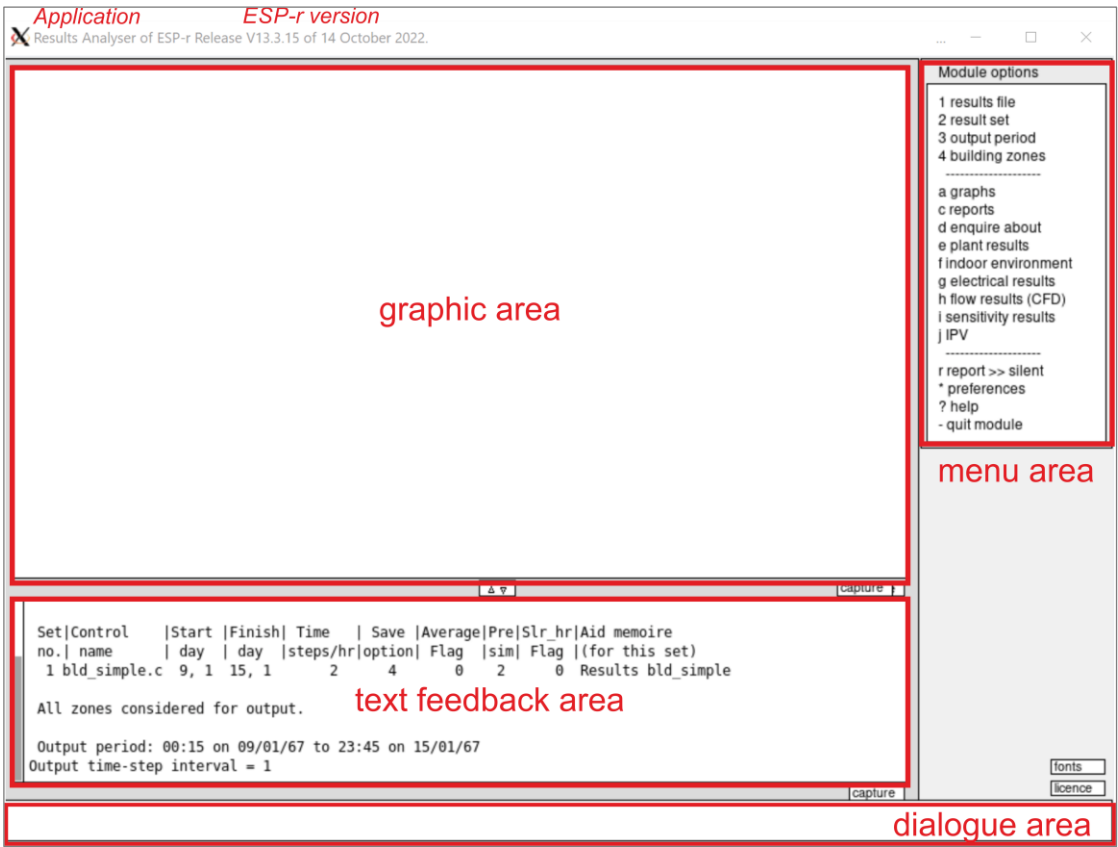 Application ESP-r version
Results Analyser of ESP-r Release V13.3.15 of 14 October 2022.
...
graphic area
capture
Set|Control |Start |Finish| Time | Save |Average|Pre|Slr_hr|Aid memoire
no.| name | day | day |steps/hr|option| Flag |sim| Flag |(for this set)
1 bld_simple.c 9, 1 15, 1 2 4 0 2 0 Results bld_simple
All zones considered for output.
text feedback area
Output period: 00:15 on 09/01/67 to 23:45 on 15/01/67
Output time-step interval = 1
capture
Module options
1 results file
2 result set
3 output period
4 building zones
--------------------
a graphs
c reports
d enquire about
e plant results
f indoor environment
g electrical results
h flow results (CFD)
i sensitivity results
j IPV
--------------------
r report >> silent
* preferences
? help
- quit module
menu area
fonts
licence
dialogue area